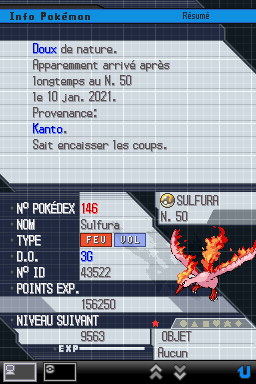 Info Pokémon
Résumé
Doux de nature.
Apparemment arrivé après
longtemps au N. 50
le 10 jan. 2021.
Provenance:
Kanto.
Sait encaisser les coups.
Nº POKÉDEX 146
SULFURA
N. 50
NOM Sulfura
TYPE FEU VOL
D.O. 3G
Nº ID 43522
POINTS EXP.
156250
NIVEAU SUIVANT
9563
EXP
OBJET
Aucun